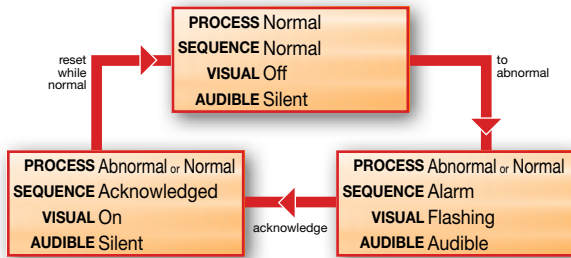 PROCESS Normal
SEQUENCE Normal
VISUAL Off
AUDIBLE Silent
reset
while
normal
to
abnormal
PROCESS Abnormal or Normal
SEQUENCE Acknowledged
VISUAL On
AUDIBLE Silent
acknowledge
PROCESS Abnormal or Normal
SEQUENCE Alarm
VISUAL Flashing
AUDIBLE Audible